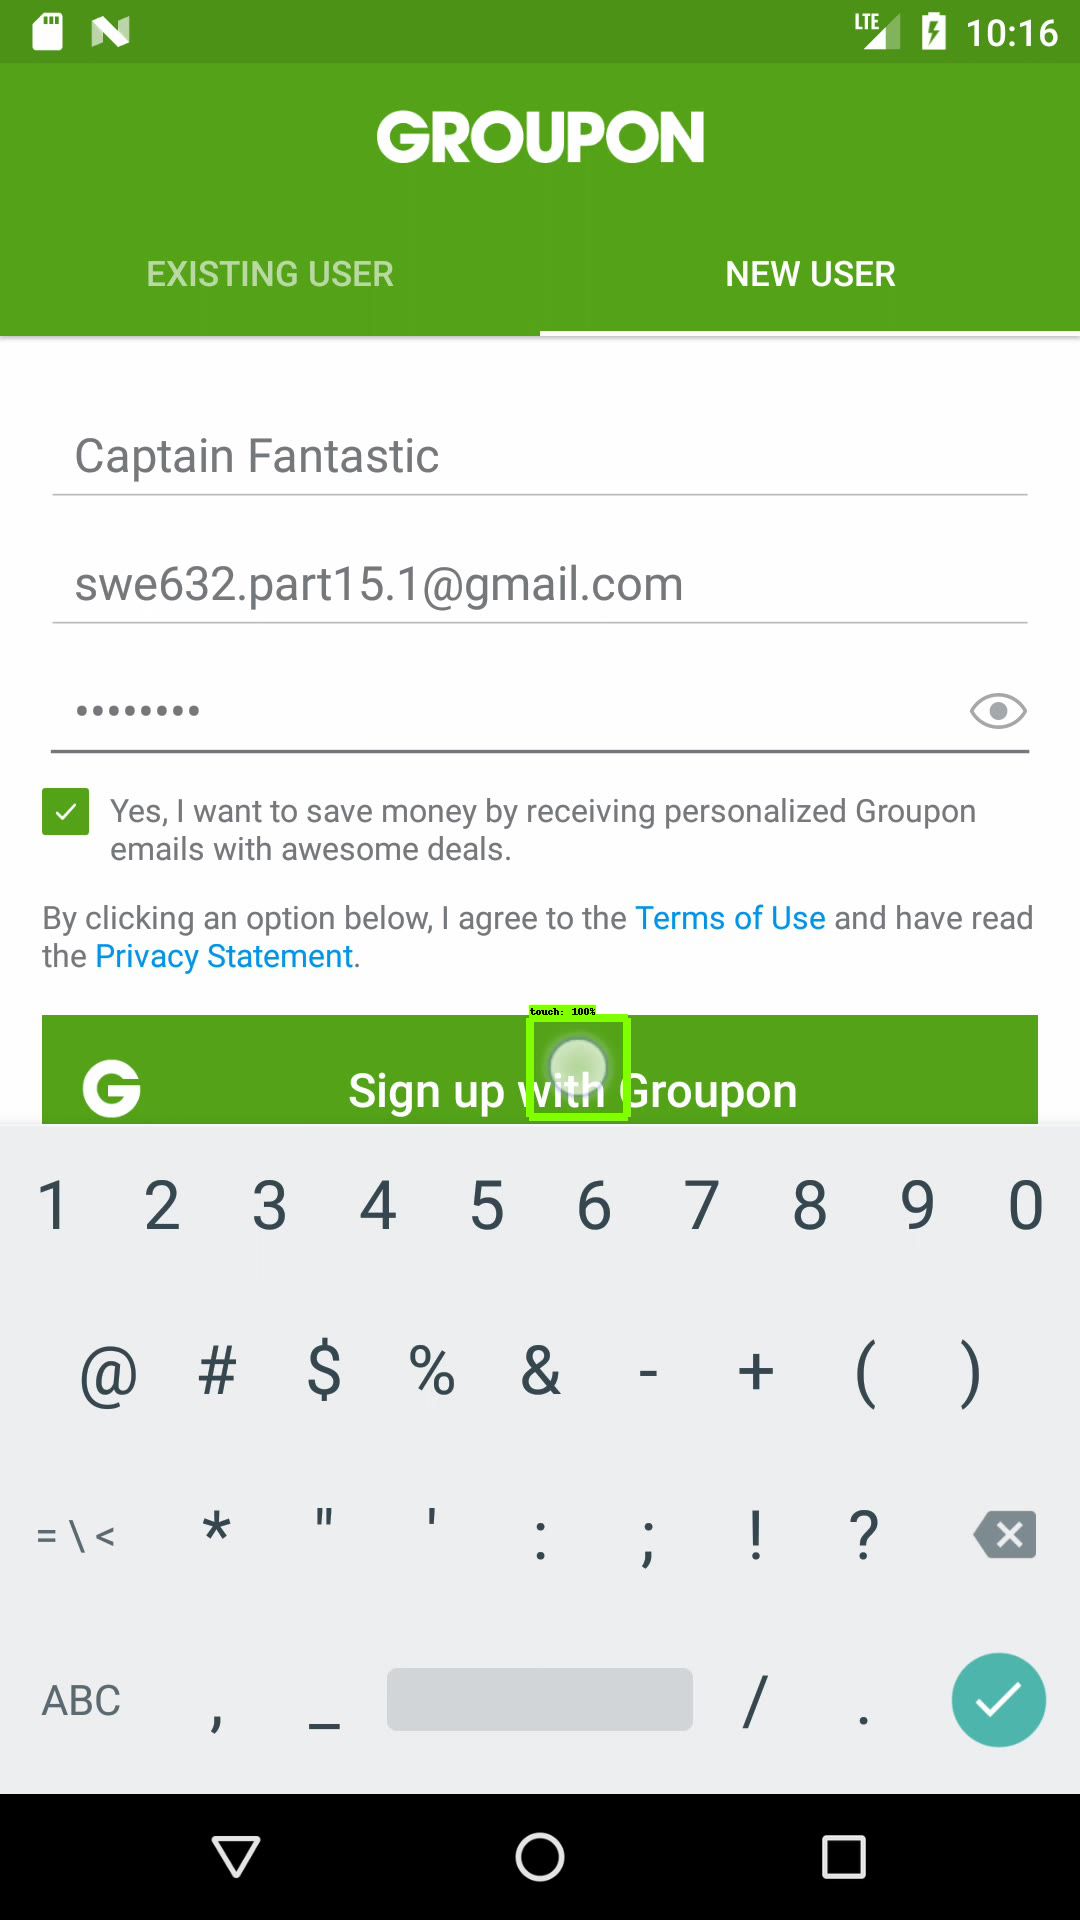 LTE 10:16
GROUPON
EXISTING USER NEW USER
Captain Fantastic
swe632.part15.1@gmail.com
••••••••
Yes, I want to save money by receiving personalized Groupon
emails with awesome deals.
By clicking an option below, I agree to the Terms of Use and have read
the Privacy Statement.
touch: 100%
G Sign up with Groupon
1 2 3 4 5 6 7 8 9 0
@ # $ % & - + ( )
= \ < * " ' : ; ! ?
ABC , _ / .